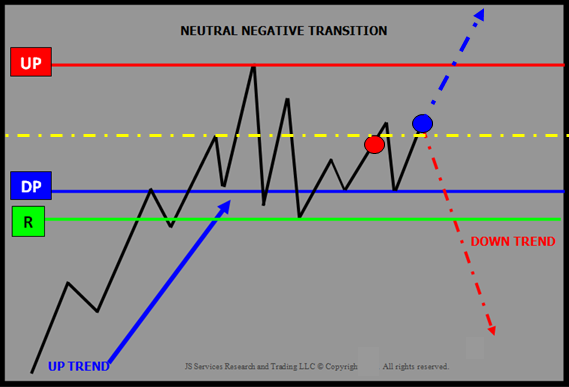 NEUTRAL NEGATIVE TRANSITION
UP
DP
R
DOWN TREND
UP TREND
JS Services Research and Trading LLC © Copyrigh All rights reserved.